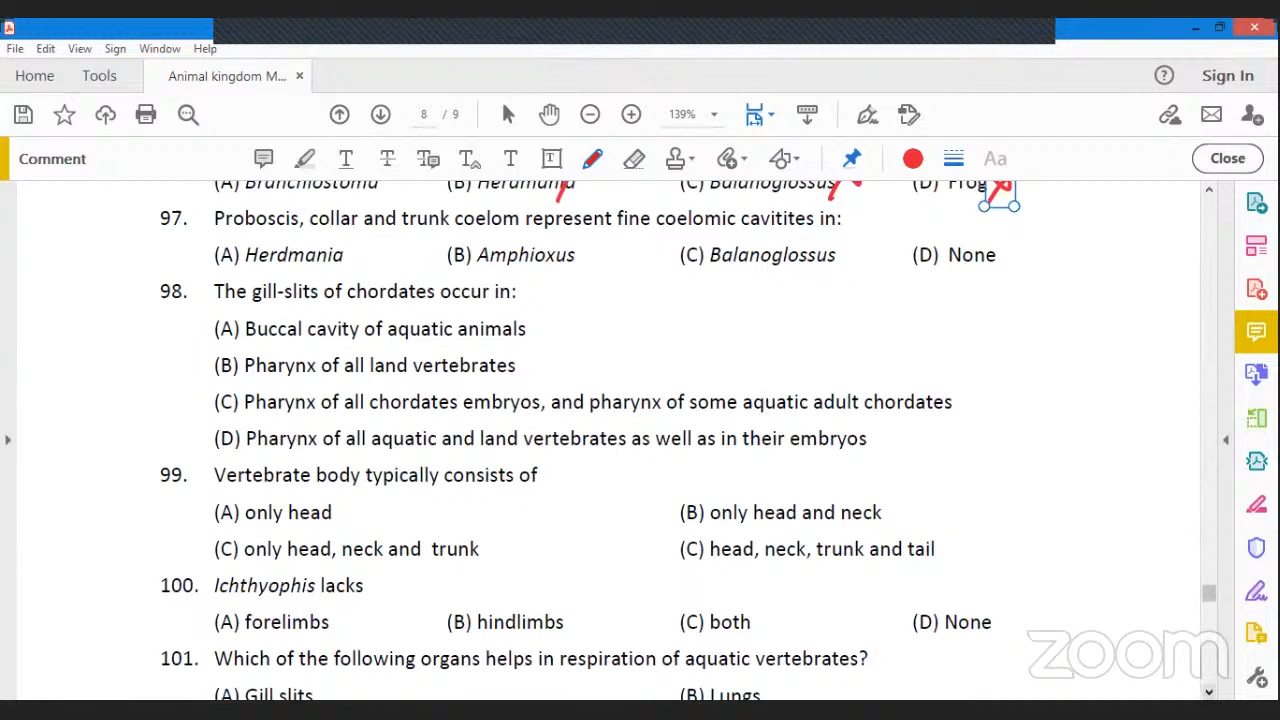 File Edit View Sign Window Help
Home Tools Animal kingdom M... × Sign In
8 / 9 139%
Comment Close
(A) Branchiostoma (B) Herdmania (C) Balanoglossus (D) Frog
97. Proboscis, collar and trunk coelom represent fine coelomic cavitites in:
(A) Herdmania (B) Amphioxus (C) Balanoglossus (D) None
98. The gill-slits of chordates occur in:
(A) Buccal cavity of aquatic animals
(B) Pharynx of all land vertebrates
(C) Pharynx of all chordates embryos, and pharynx of some aquatic adult chordates
(D) Pharynx of all aquatic and land vertebrates as well as in their embryos
99. Vertebrate body typically consists of
(A) only head (B) only head and neck
(C) only head, neck and trunk (C) head, neck, trunk and tail
100. Ichthyophis lacks
(A) forelimbs (B) hindlimbs (C) both (D) None
101. Which of the following organs helps in respiration of aquatic vertebrates?
(A) Gill slits (B) Lungs
zoom